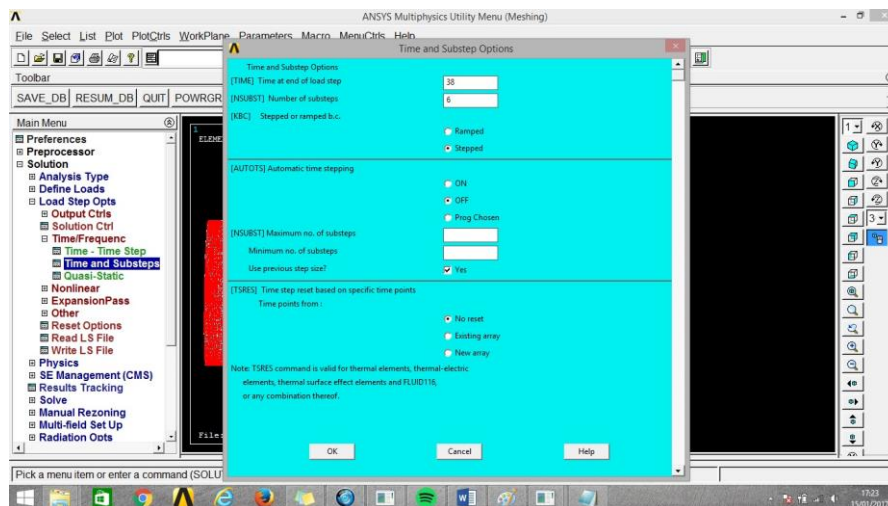 ANSYS Multiphysics Utility Menu (Meshing)
File Select List Plot PlotCtrls WorkPlane Parameters Macro MenuCtrls Help
Toolbar
SAVE_DB RESUM_DB QUIT POWRGR
Main Menu
Preferences
Preprocessor
Solution
Analysis Type
Define Loads
Load Step Opts
Output Ctrls
Solution Ctrl
Time/Frequenc
Time - Time Step
Time and Substeps
Quasi-Static
Nonlinear
ExpansionPass
Other
Reset Options
Read LS File
Write LS File
Physics
SE Management (CMS)
Results Tracking
Solve
Manual Rezoning
Multi-field Set Up
Radiation Opts
1
ELEME
File:
Time and Substep Options
Time and Substep Options
[TIME] Time at end of load step 38
[NSUBST] Number of substeps 6
[KBC] Stepped or ramped b.c.
Ramped
Stepped
[AUTOTS] Automatic time stepping
ON
OFF
Prog Chosen
[NSUBST] Maximum no. of substeps
Minimum no. of substeps
Use previous step size? Yes
[TSRES] Time step reset based on specific time points
Time points from :
No reset
Existing array
New array
Note: TSRES command is valid for thermal elements, thermal-electric
elements, thermal surface effect elements and FLUID116,
or any combination thereof.
OK Cancel Help
1
3
Pick a menu item or enter a command (SOLU
17:23
15/01/201